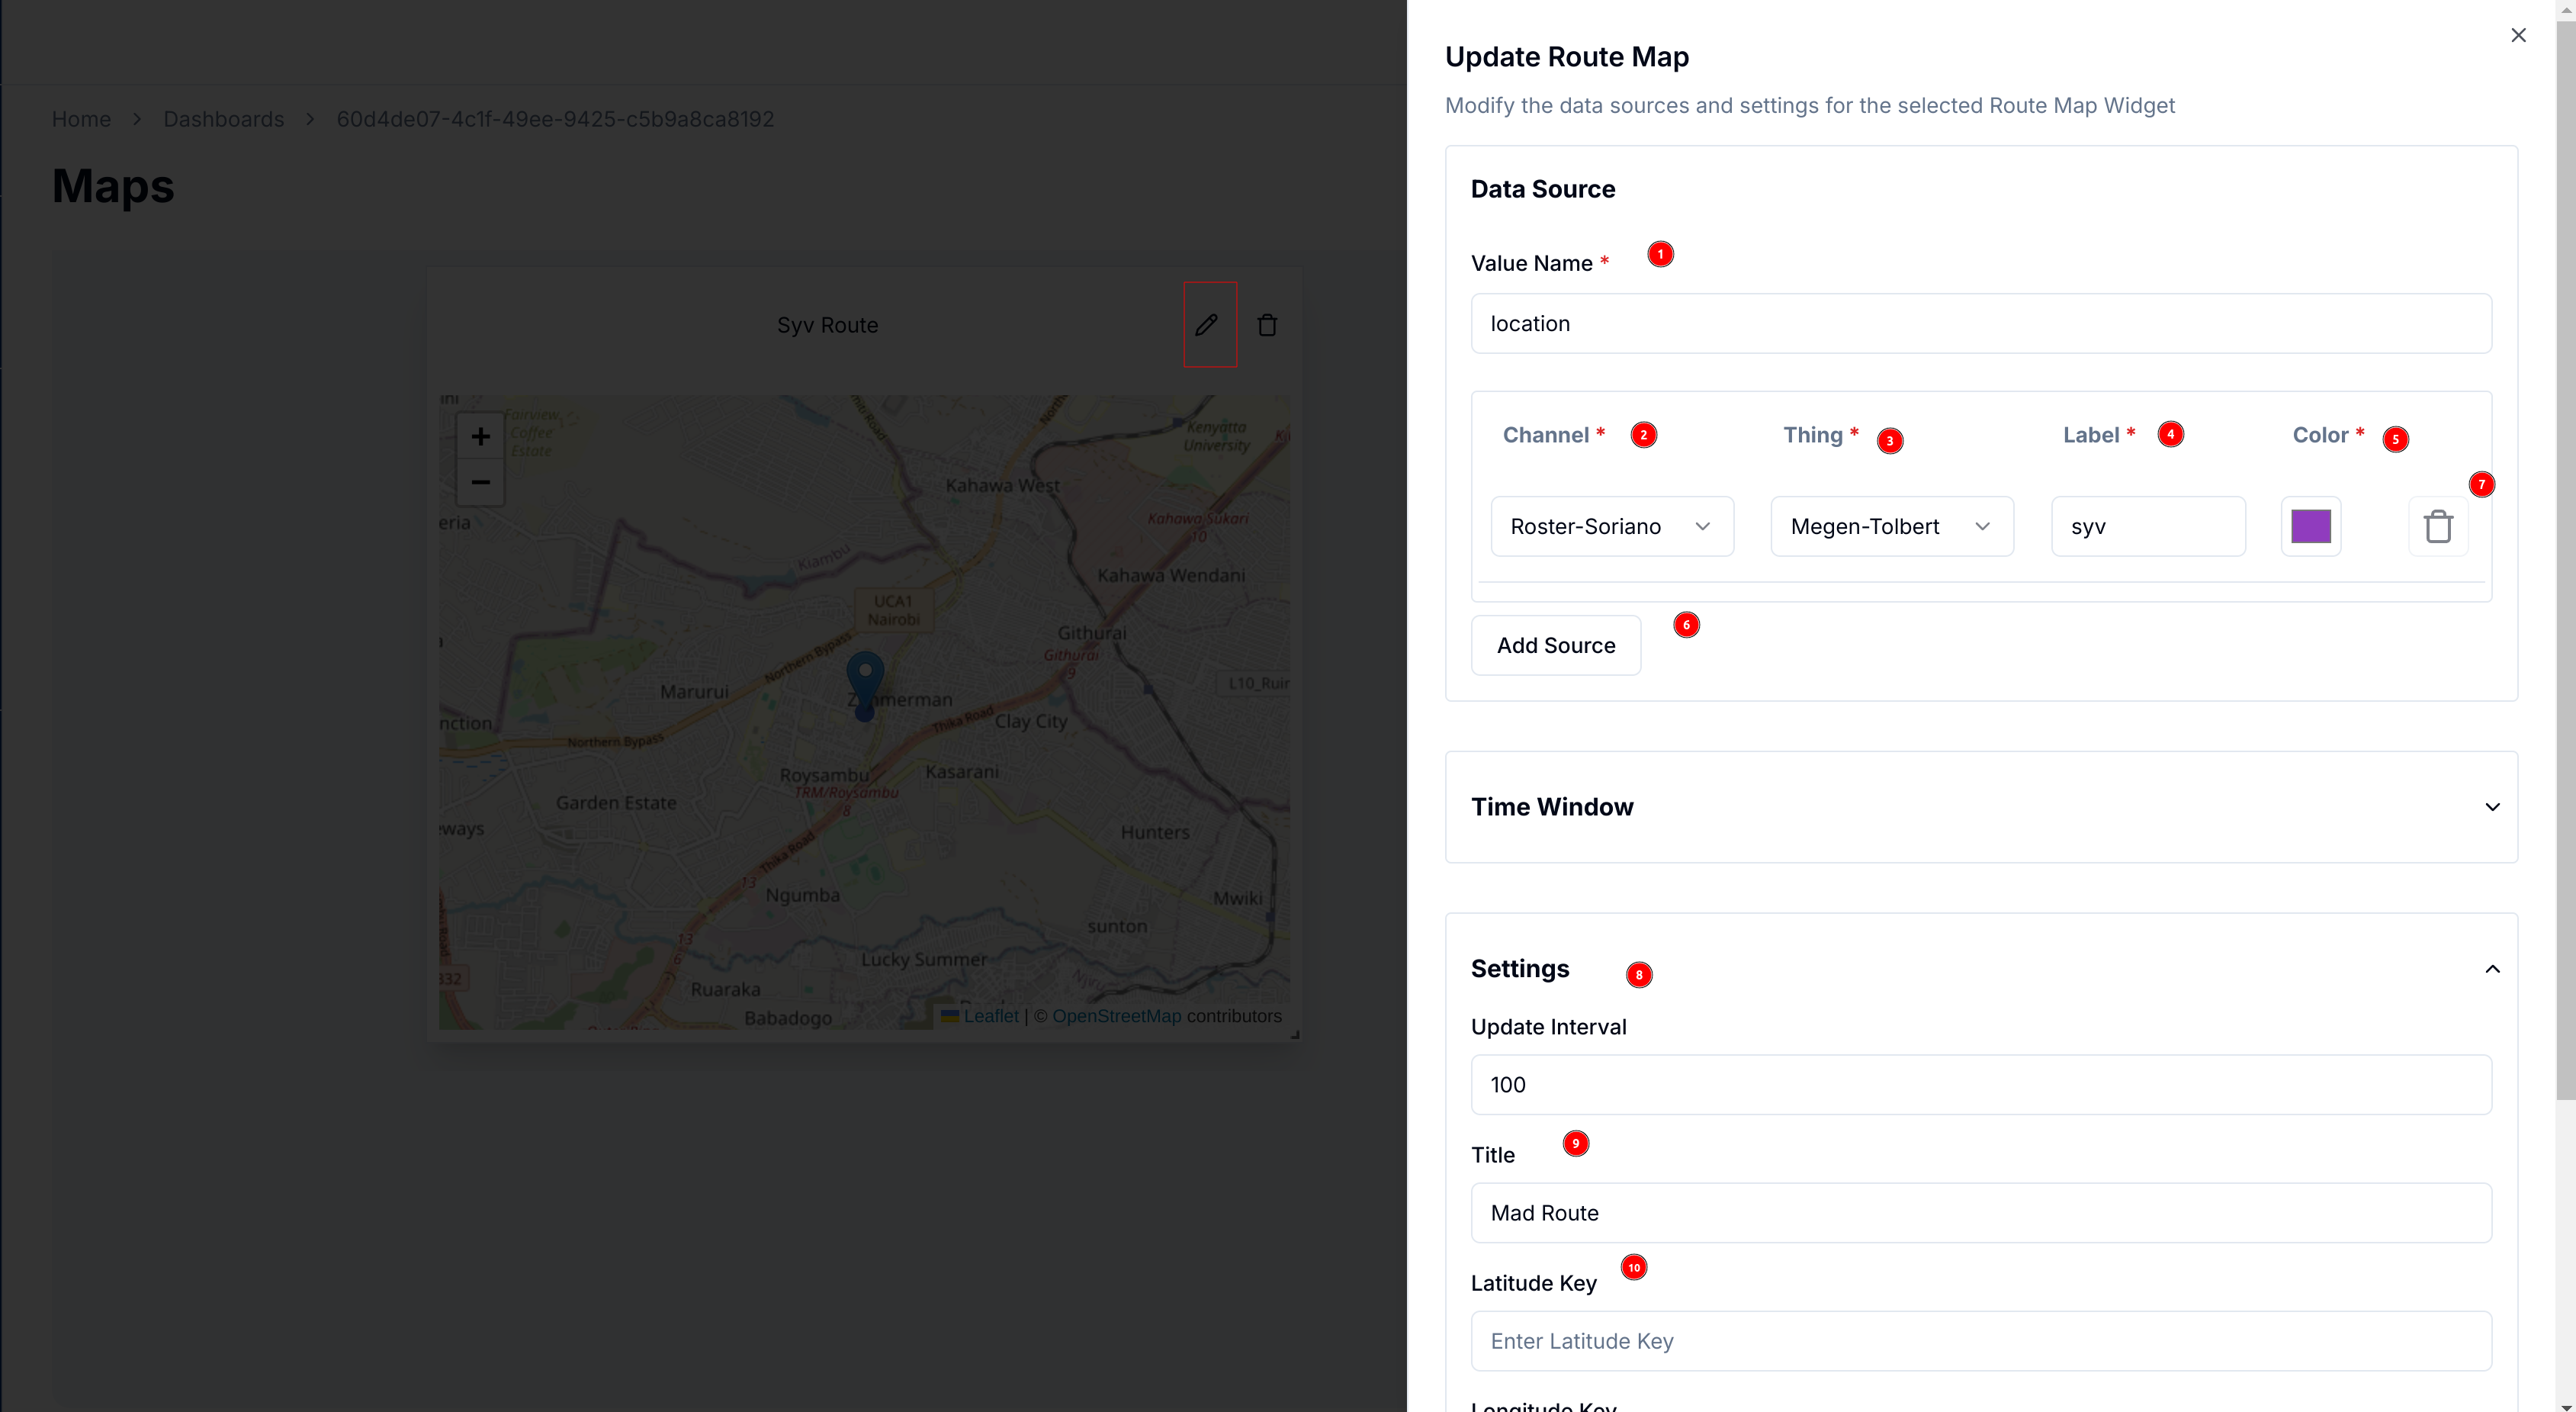 Home > Dashboards > 60d4de07-4c1f-49ee-9425-c5b9a8ca8192
Maps
Syv Route
+
−
Fairview
Coffee
Estate
Kenyatta
University
Kahawa West
eria
Kahawa Sukari
10
Kiambu
Kahawa Wendani
UCA1
Nairobi
Githurai
Githurai
9
Northern Bypass
Marurui
Zimmerman
L10_Ruir
nction
Thika Road
Clay City
Northern Bypass
Roysambu
TRM/Roysambu
8
Kasarani
Garden Estate
eways
Hunters
Thika Road
13
Ngumba
Mwiki
sunton
13
6
Lucky Summer
332
Ruaraka
Babadogo
Leaflet | © OpenStreetMap contributors
Update Route Map
Modify the data sources and settings for the selected Route Map Widget
Data Source
Value Name * 1
location
Channel * 2 Thing * 3 Label * 4 Color * 5
7
Roster-Soriano Megen-Tolbert syv
Add Source 6
Time Window
Settings 8
Update Interval
100
Title 9
Mad Route
Latitude Key 10
Enter Latitude Key
Longitude Key